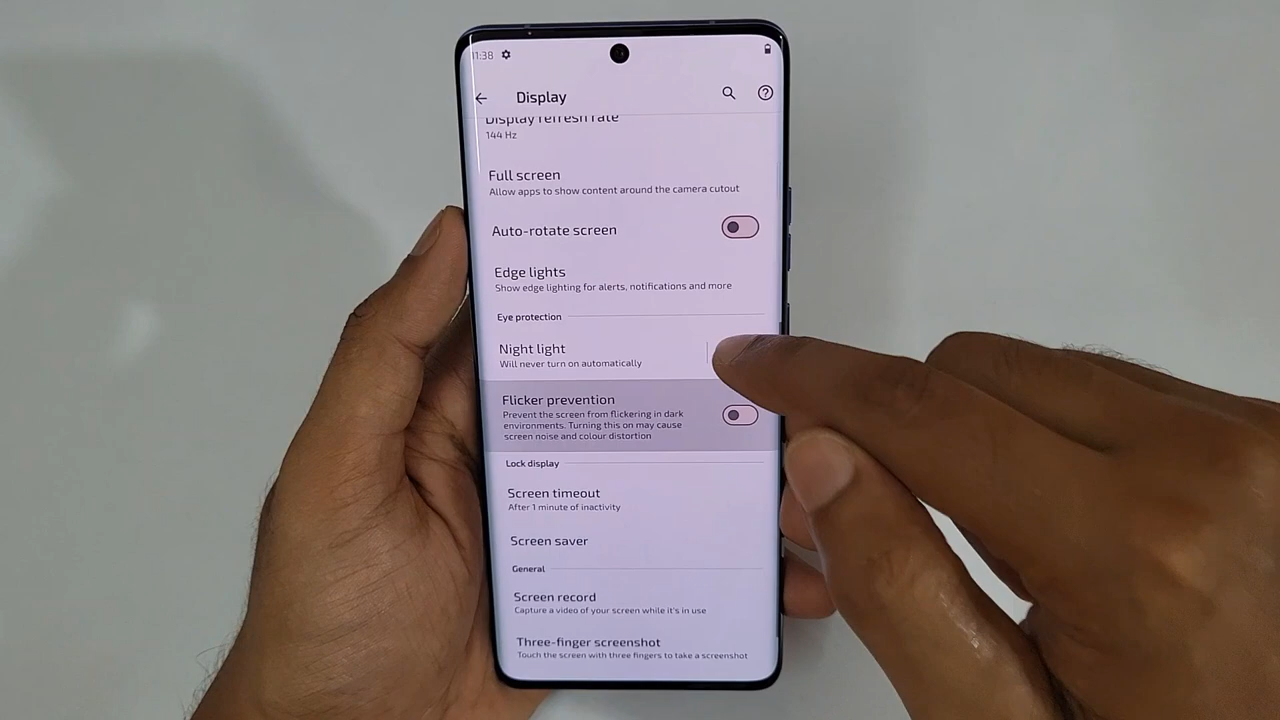 11:38
Display
Display refresh rate
144 Hz
Full screen
Allow apps to show content around the camera cutout
Auto-rotate screen
Edge lights
Show edge lighting for alerts, notifications and more
Eye protection
Night light
Will never turn on automatically
Flicker prevention
Prevent the screen from flickering in dark
environments. Turning this on may cause
screen noise and colour distortion
Lock display
Screen timeout
After 1 minute of inactivity
Screen saver
General
Screen record
Capture a video of your screen while it's in use
Three-finger screenshot
Touch the screen with three fingers to take a screenshot